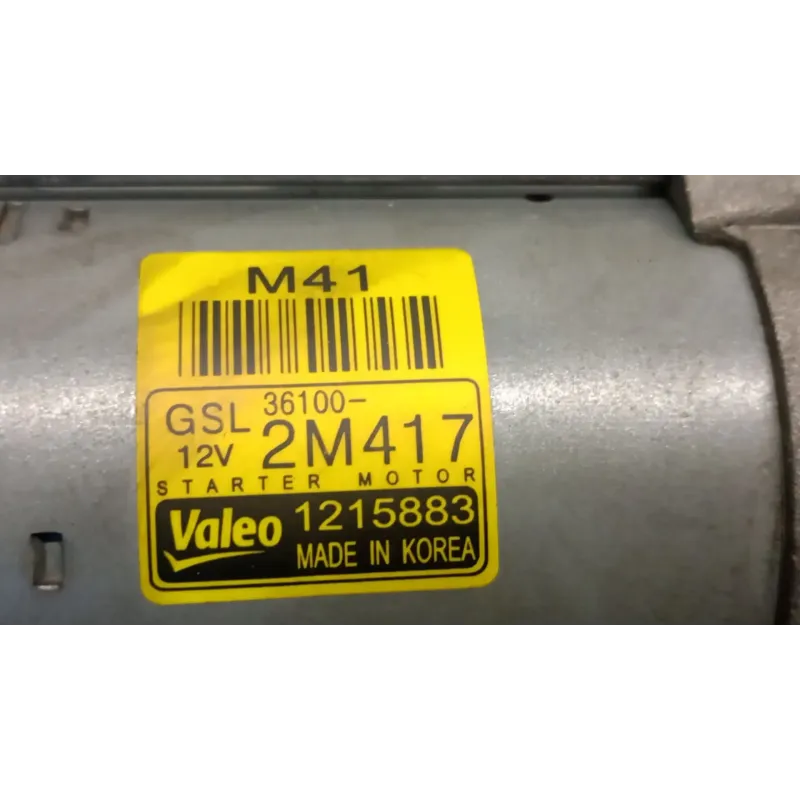 M41
GSL 36100-
12V 2M417
STARTER MOTOR
Valeo 1215883
MADE IN KOREA